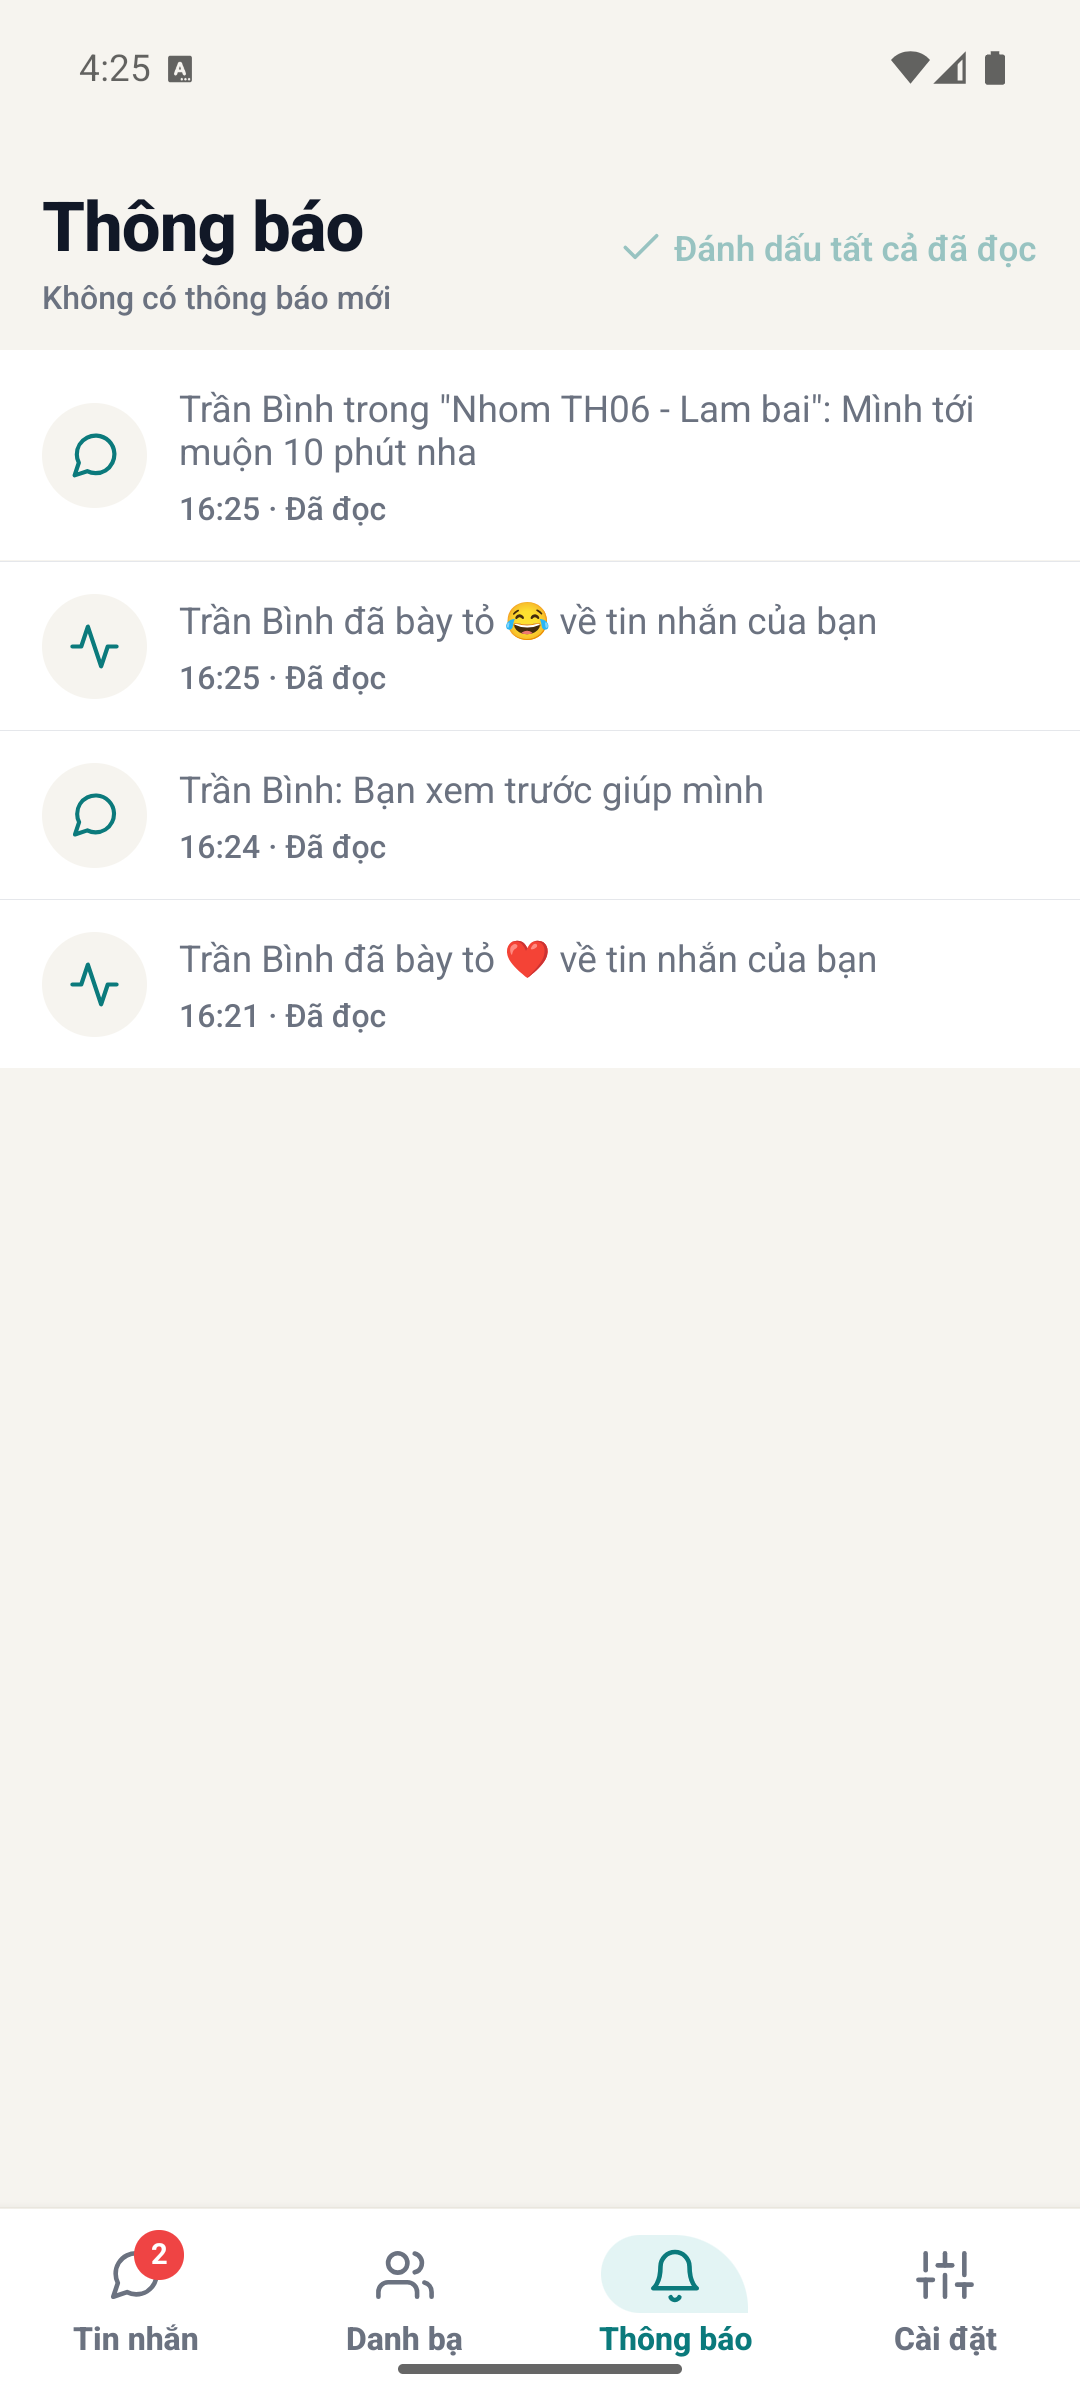 4:25
Thông báo
Đánh dấu tất cả đã đọc
Không có thông báo mới
Trần Bình trong "Nhom TH06 - Lam bai": Mình tới
muộn 10 phút nha
16:25 · Đã đọc
Trần Bình đã bày tỏ 😂 về tin nhắn của bạn
16:25 · Đã đọc
Trần Bình: Bạn xem trước giúp mình
16:24 · Đã đọc
Trần Bình đã bày tỏ ❤️ về tin nhắn của bạn
16:21 · Đã đọc
2
Tin nhắn
Danh bạ
Thông báo
Cài đặt